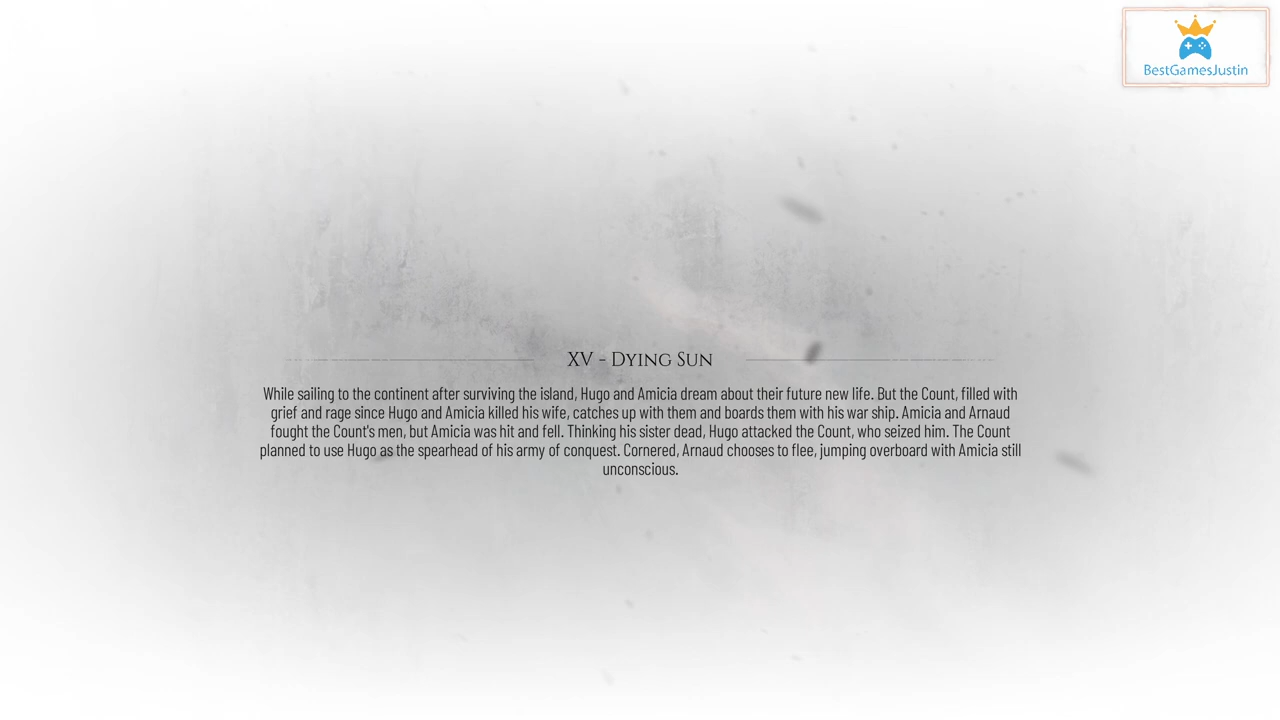 BestGamesJustin
XV - Dying Sun
While sailing to the continent after surviving the island, Hugo and Amicia dream about their future new life. But the Count, filled with
grief and rage since Hugo and Amicia killed his wife, catches up with them and boards them with his war ship. Amicia and Arnaud
fought the Count's men, but Amicia was hit and fell. Thinking his sister dead, Hugo attacked the Count, who seized him. The Count
planned to use Hugo as the spearhead of his army of conquest. Cornered, Arnaud chooses to flee, jumping overboard with Amicia still
unconscious.